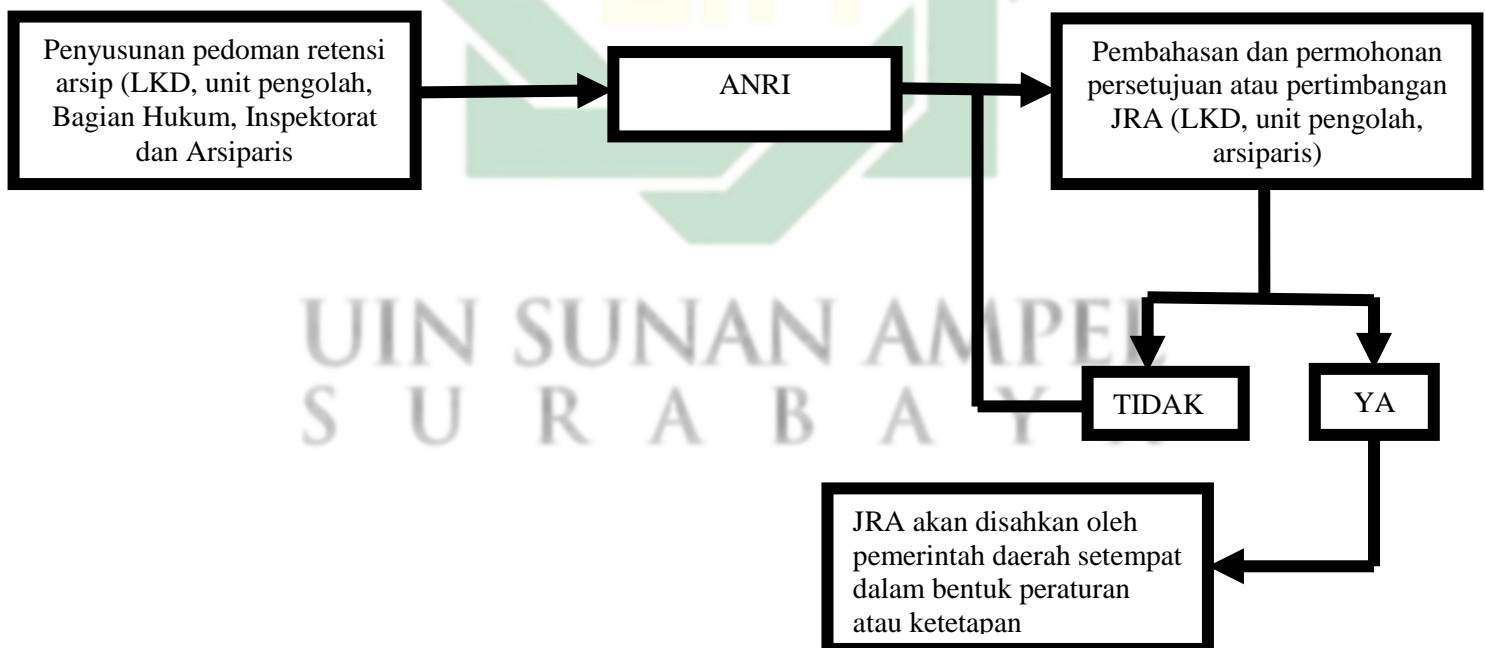 Penyusunan pedoman retensi
arsip (LKD, unit pengolah,
Bagian Hukum, Inspektorat
dan Arsiparis
ANRI
Pembahasan dan permohonan
persetujuan atau pertimbangan
JRA (LKD, unit pengolah,
arsiparis)
UIN SUNAN AMPEL
SURABAYA
TIDAK
YA
JRA akan disahkan oleh
pemerintah daerah setempat
dalam bentuk peraturan
atau ketetapan